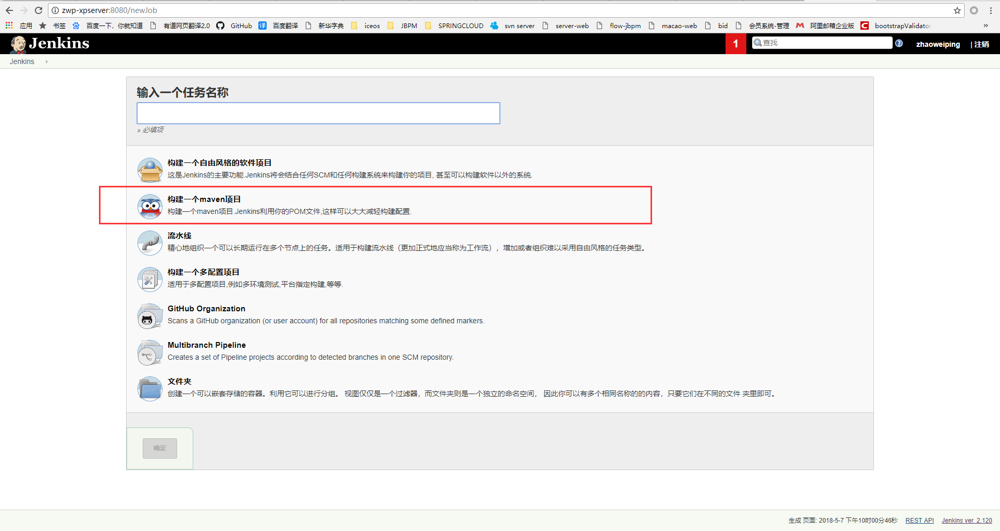 zwp-xpserver:8080/newJob
应用 书签 百度一下，你就知道 有道网页翻译2.0 GitHub 译 百度翻译 新华字典 iceos JBPM SPRINGCLOUD svn server server-web flow-jbpm macao-web bid 会员系统-管理 阿里邮箱企业版 C bootstrapValidator »
Jenkins 1 查找 ? zhaoweiping | 注销
Jenkins
输入一个任务名称
» 必填项
构建一个自由风格的软件项目
这是Jenkins的主要功能.Jenkins将会结合任何SCM和任何构建系统来构建你的项目, 甚至可以构建软件以外的系统.
构建一个maven项目
构建一个maven项目.Jenkins利用你的POM文件,这样可以大大减轻构建配置.
流水线
精心地组织一个可以长期运行在多个节点上的任务。适用于构建流水线（更加正式地应当称为工作流），增加或者组织难以采用自由风格的任务类型。
构建一个多配置项目
适用于多配置项目,例如多环境测试,平台指定构建,等等.
GitHub Organization
Scans a GitHub organization (or user account) for all repositories matching some defined markers.
Multibranch Pipeline
Creates a set of Pipeline projects according to detected branches in one SCM repository.
文件夹
创建一个可以嵌套存储的容器。利用它可以进行分组。 视图仅仅是一个过滤器，而文件夹则是一个独立的命名空间， 因此你可以有多个相同名称的的内容，只要它们在不同的文件 夹里即可。
确定
生成 页面: 2018-5-7 下午10时00分46秒 REST API Jenkins ver. 2.120